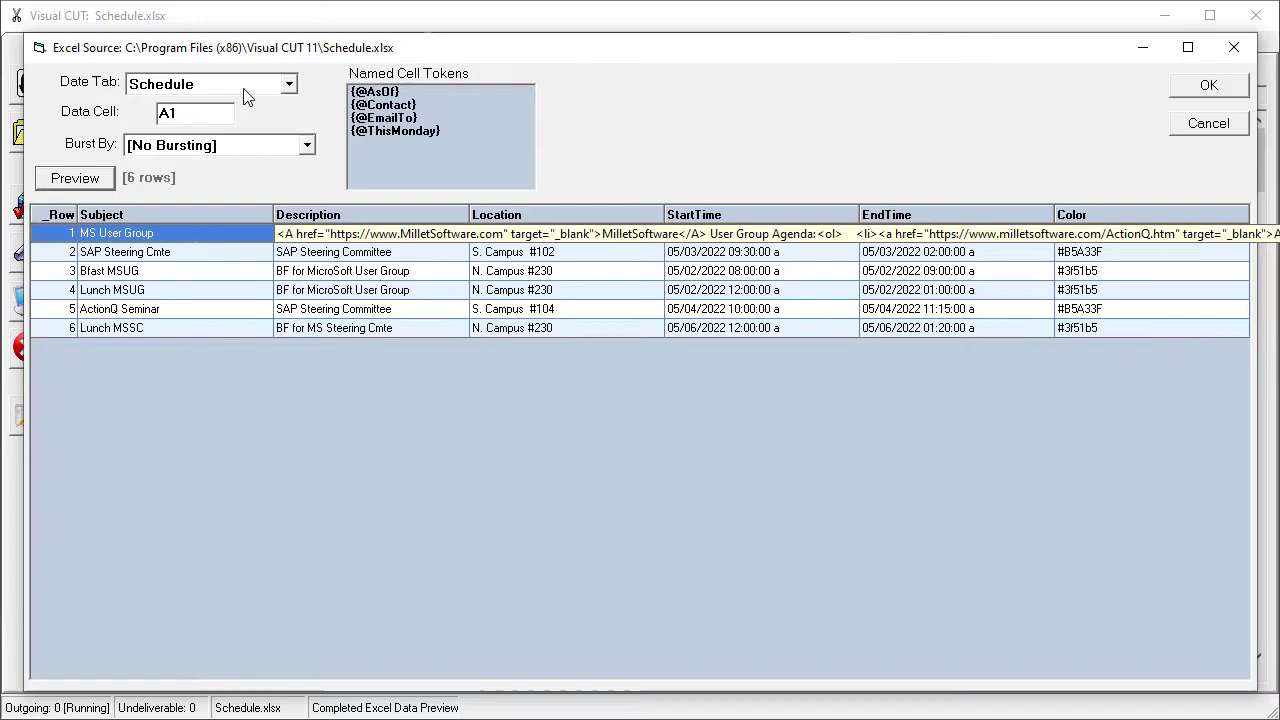 Visual CUT: Schedule.xlsx
Excel Source: C:\Program Files (x86)\Visual CUT 11\Schedule.xlsx
Date Tab: Schedule
Named Cell Tokens
OK
Data Cell: A1
{@AsOf}
{@Contact}
{@EmailTo}
{@ThisMonday}
Cancel
Burst By: [No Bursting]
Preview [6 rows]
_Row Subject Description Location StartTime EndTime Color
1 MS User Group <A href="https://www.MilletSoftware.com" target="_blank">MilletSoftware</A> User Group Agenda:<ol> <li><a href="https://www.milletsoftware.com/ActionQ.htm" target="_blank">A
2 SAP Steering Cmte SAP Steering Committee S. Campus #102 05/03/2022 09:30:00 a 05/03/2022 02:00:00 a #B5A33F
3 Bfast MSUG BF for MicroSoft User Group N. Campus #230 05/02/2022 08:00:00 a 05/02/2022 09:00:00 a #3f51b5
4 Lunch MSUG BF for MicroSoft User Group N. Campus #230 05/02/2022 12:00:00 a 05/02/2022 01:00:00 a #3f51b5
5 ActionQ Seminar SAP Steering Committee S. Campus #104 05/04/2022 10:00:00 a 05/04/2022 11:15:00 a #B5A33F
6 Lunch MSSC BF for MS Steering Cmte N. Campus #230 05/06/2022 12:00:00 a 05/06/2022 01:20:00 a #3f51b5
Outgoing: 0 [Running] Undeliverable: 0 Schedule.xlsx Completed Excel Data Preview